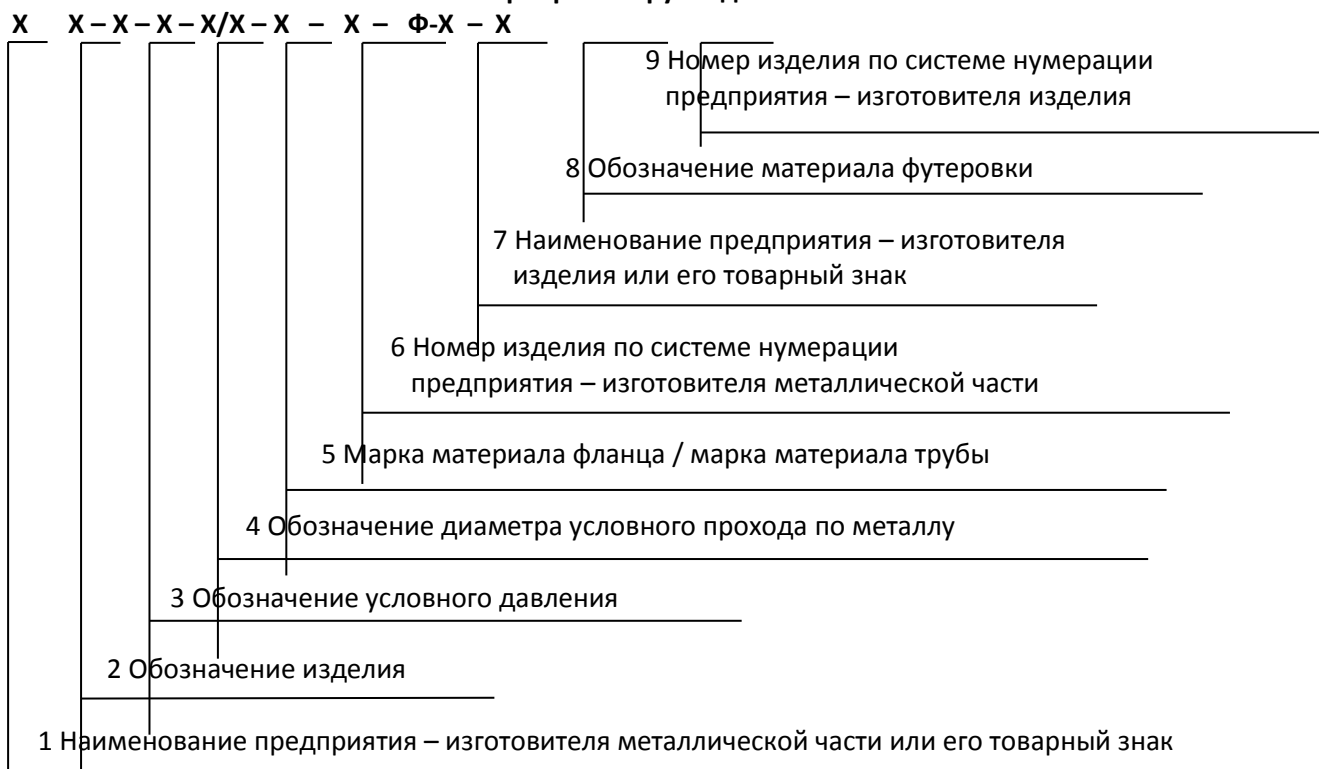 Х Х – Х – Х – Х/Х – Х – Х – Ф-Х – Х
9 Номер изделия по системе нумерации
предприятия – изготовителя изделия
8 Обозначение материала футеровки
7 Наименование предприятия – изготовителя
изделия или его товарный знак
6 Номер изделия по системе нумерации
предприятия – изготовителя металлической части
5 Марка материала фланца / марка материала трубы
4 Обозначение диаметра условного прохода по металлу
3 Обозначение условного давления
2 Обозначение изделия
1 Наименование предприятия – изготовителя металлической части или его товарный знак